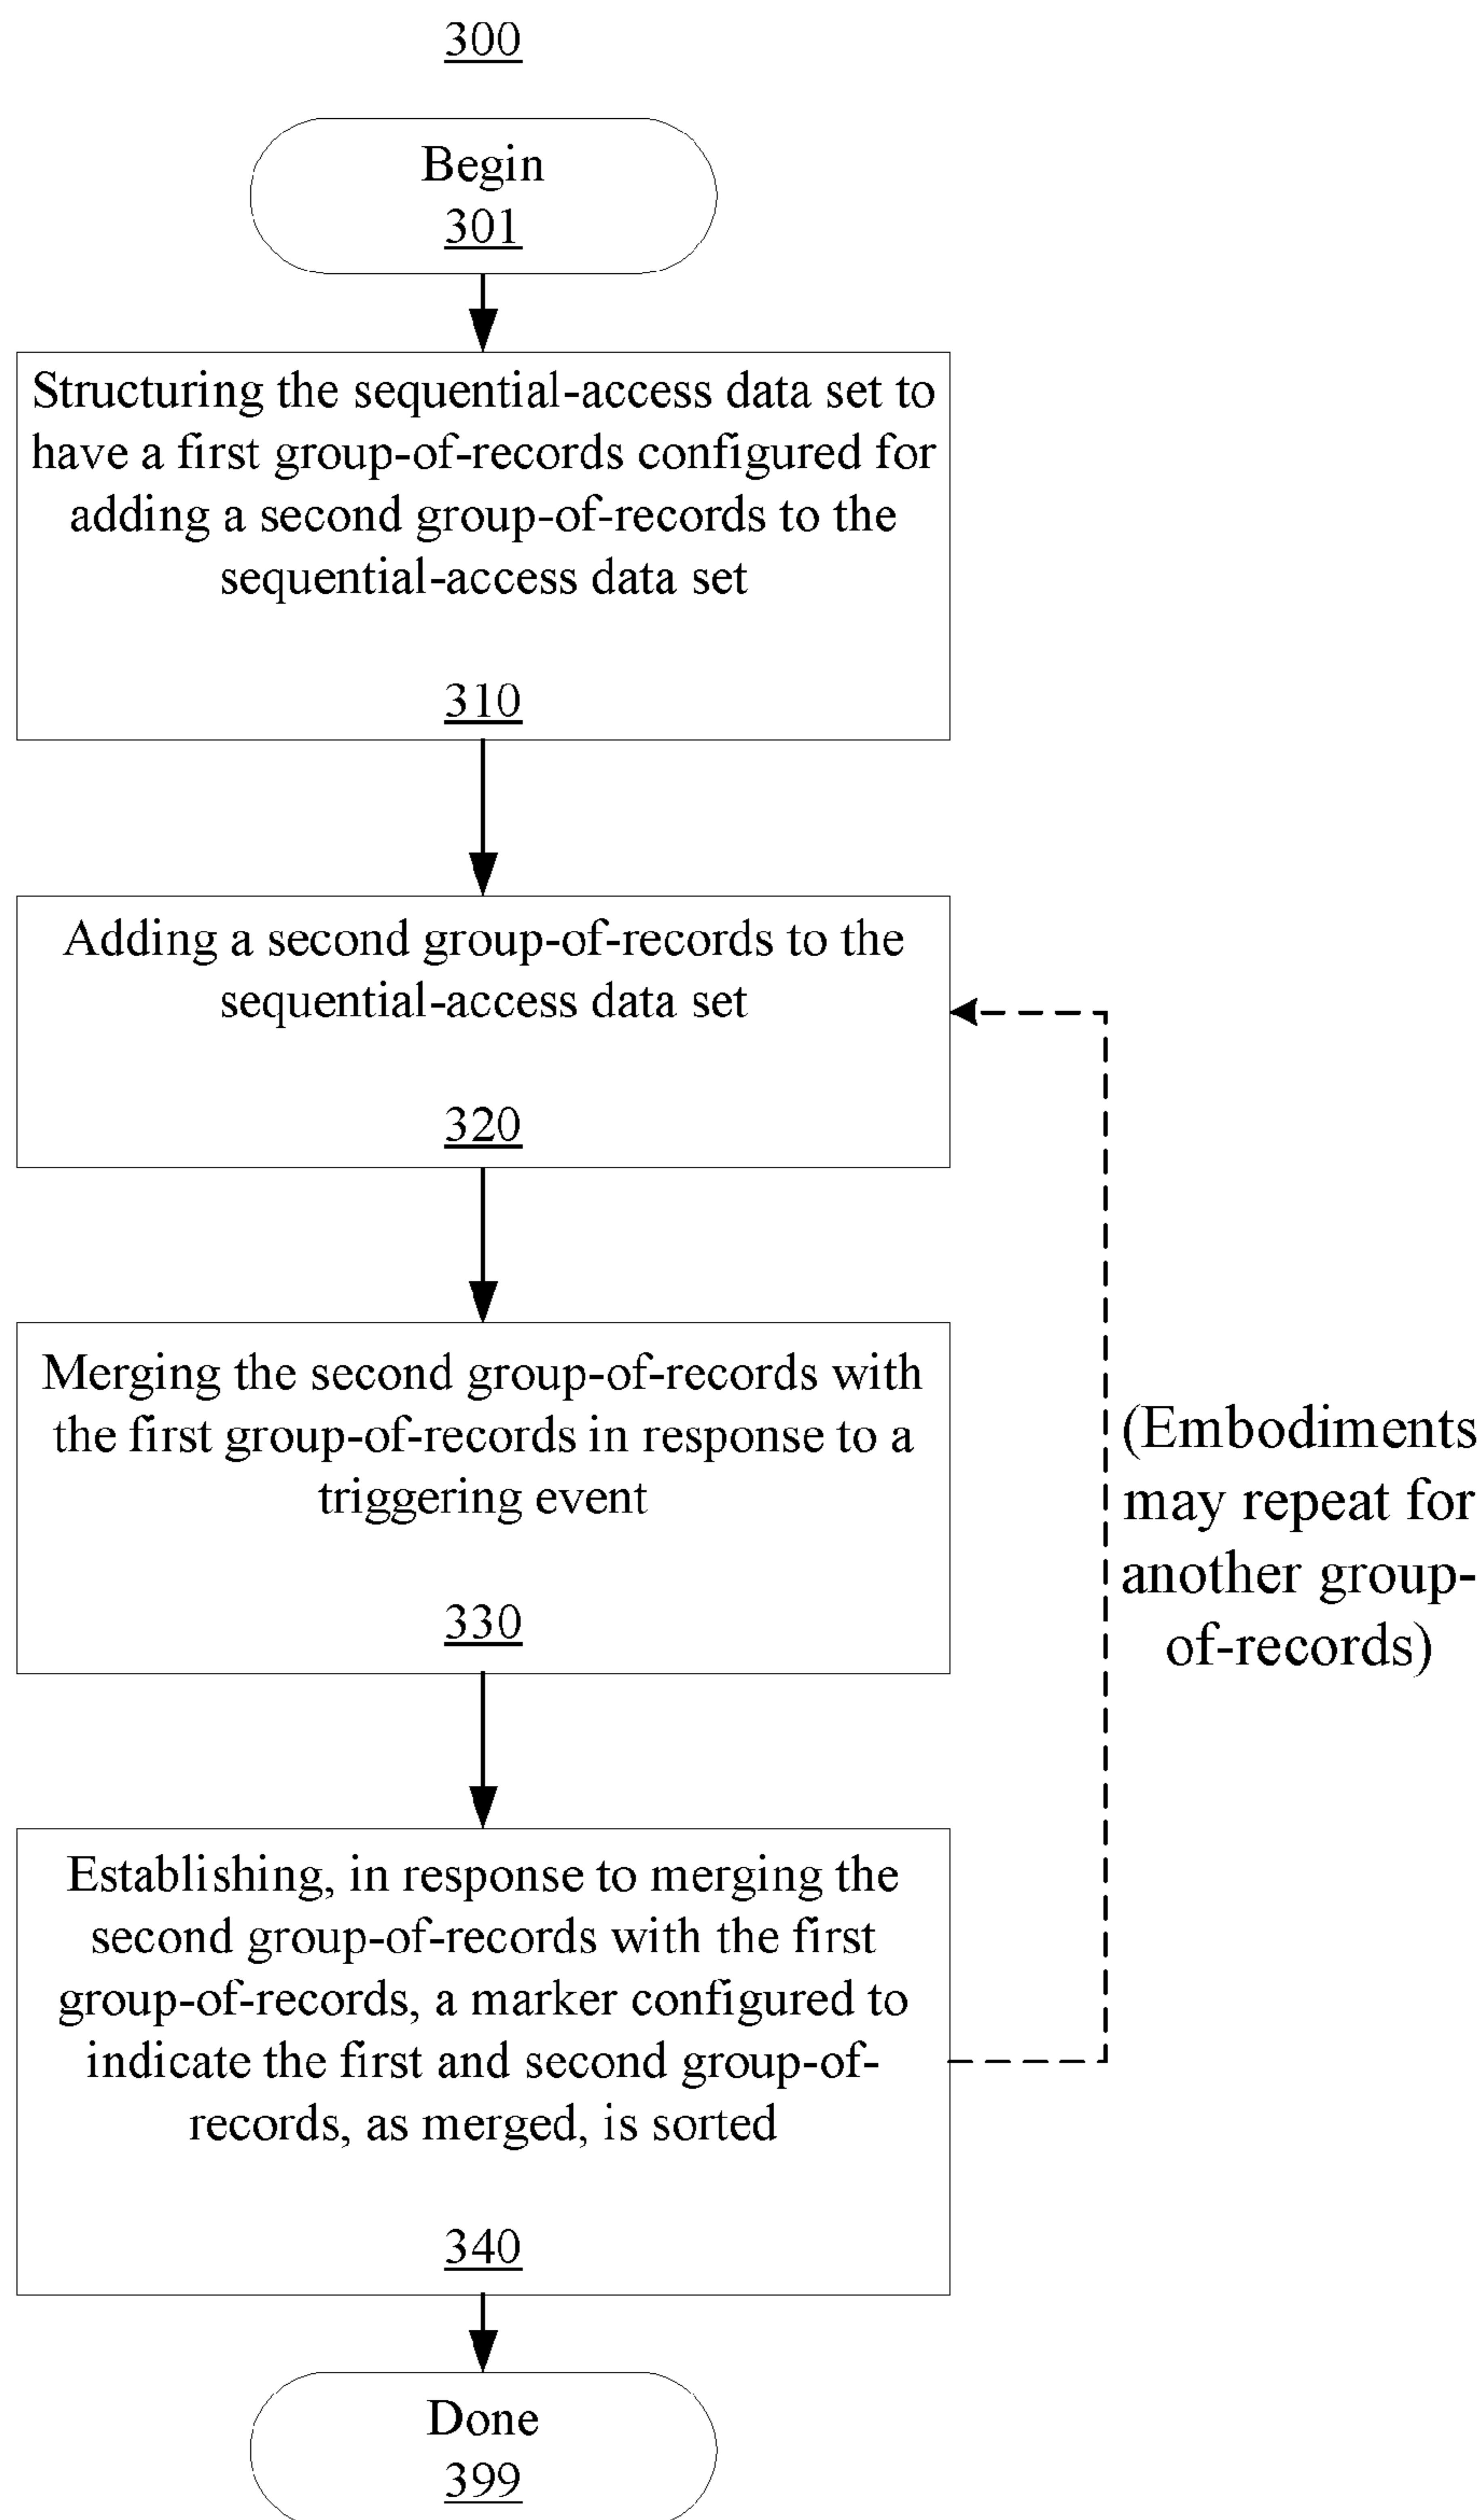 300
Begin
301
Structuring the sequential-access data set to
have a first group-of-records configured for
adding a second group-of-records to the
sequential-access data set
310
Adding a second group-of-records to the
sequential-access data set
320
Merging the second group-of-records with
the first group-of-records in response to a
triggering event
330
(Embodiments
may repeat for
another group-
of-records)
Establishing, in response to merging the
second group-of-records with the first
group-of-records, a marker configured to
indicate the first and second group-of-
records, as merged, is sorted
340
Done
399